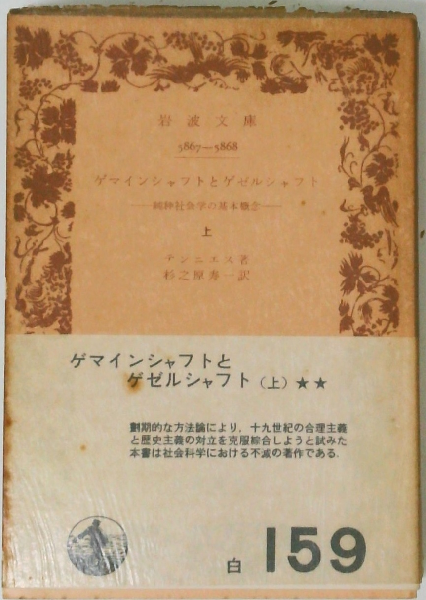 岩波文庫
5867—5868
ゲマインシャフトとゲゼルシャフト
——純粋社会学の基本概念——
上
テンニエス著
杉之原寿一訳
ゲマインシャフトと
ゲゼルシャフト（上）★★
劃期的な方法論により，十九世紀の合理主義
と歴史主義の対立を克服綜合しようと試みた
本書は社会科学における不滅の著作である．
白 159